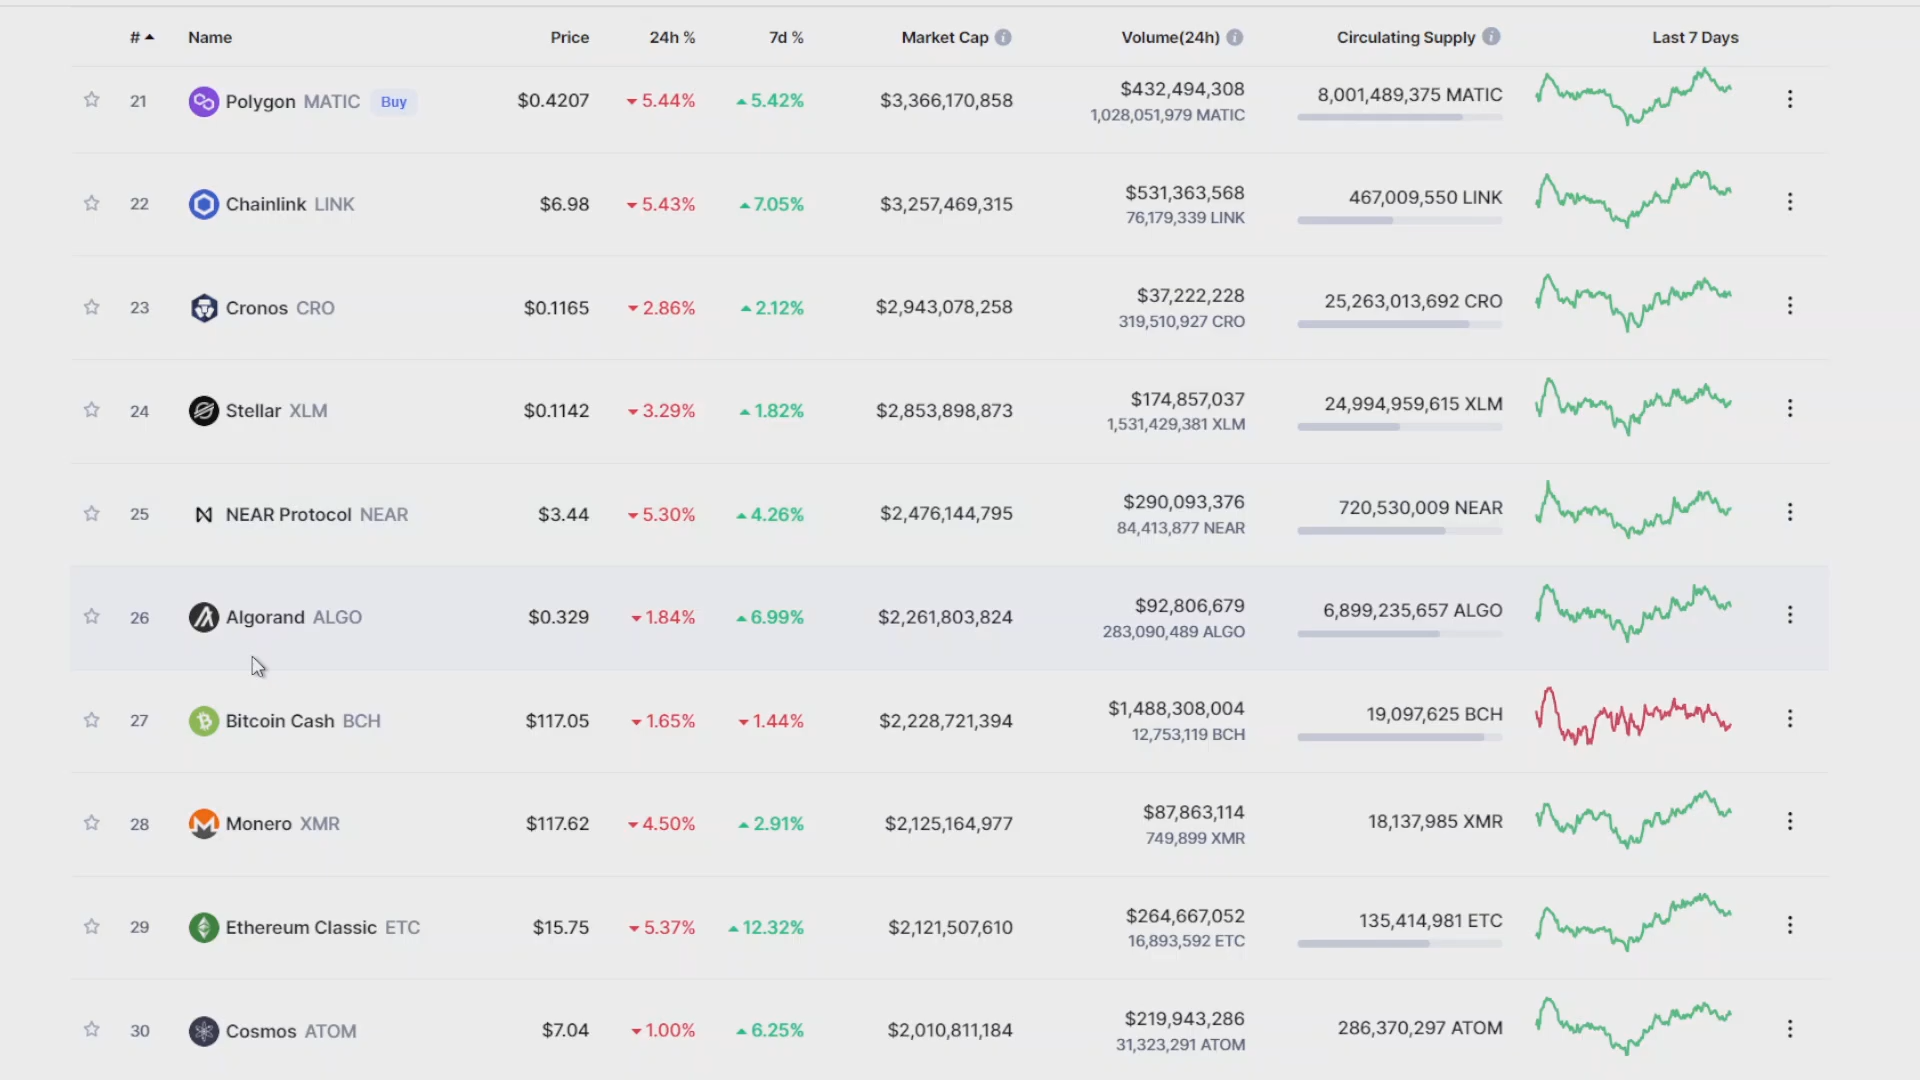 # Name Price 24h % 7d % Market Cap Volume(24h) Circulating Supply Last 7 Days
21 Polygon MATIC Buy $0.4207 5.44% 5.42% $3,366,170,858 $432,494,308 8,001,489,375 MATIC
1,028,051,979 MATIC
22 Chainlink LINK $6.98 5.43% 7.05% $3,257,469,315 $531,363,568 467,009,550 LINK
76,179,339 LINK
23 Cronos CRO $0.1165 2.86% 2.12% $2,943,078,258 $37,222,228 25,263,013,692 CRO
319,510,927 CRO
24 Stellar XLM $0.1142 3.29% 1.82% $2,853,898,873 $174,857,037 24,994,959,615 XLM
1,531,429,381 XLM
25 NEAR Protocol NEAR $3.44 5.30% 4.26% $2,476,144,795 $290,093,376 720,530,009 NEAR
84,413,877 NEAR
26 Algorand ALGO $0.329 1.84% 6.99% $2,261,803,824 $92,806,679 6,899,235,657 ALGO
283,090,489 ALGO
27 Bitcoin Cash BCH $117.05 1.65% 1.44% $2,228,721,394 $1,488,308,004 19,097,625 BCH
12,753,119 BCH
28 Monero XMR $117.62 4.50% 2.91% $2,125,164,977 $87,863,114 18,137,985 XMR
749,899 XMR
29 Ethereum Classic ETC $15.75 5.37% 12.32% $2,121,507,610 $264,667,052 135,414,981 ETC
16,893,592 ETC
30 Cosmos ATOM $7.04 1.00% 6.25% $2,010,811,184 $219,943,286 286,370,297 ATOM
31,323,291 ATOM